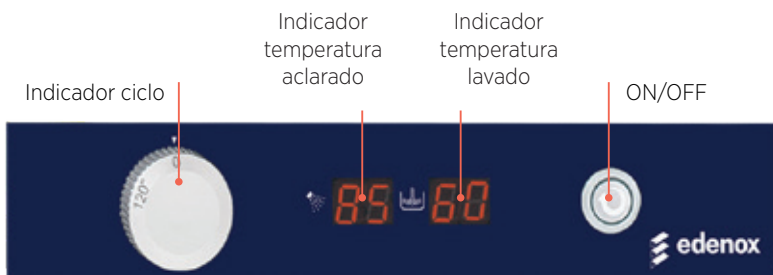 Indicador
temperatura
aclarado
Indicador
temperatura
lavado
Indicador ciclo
ON/OFF
0
120"
85
60
edenox